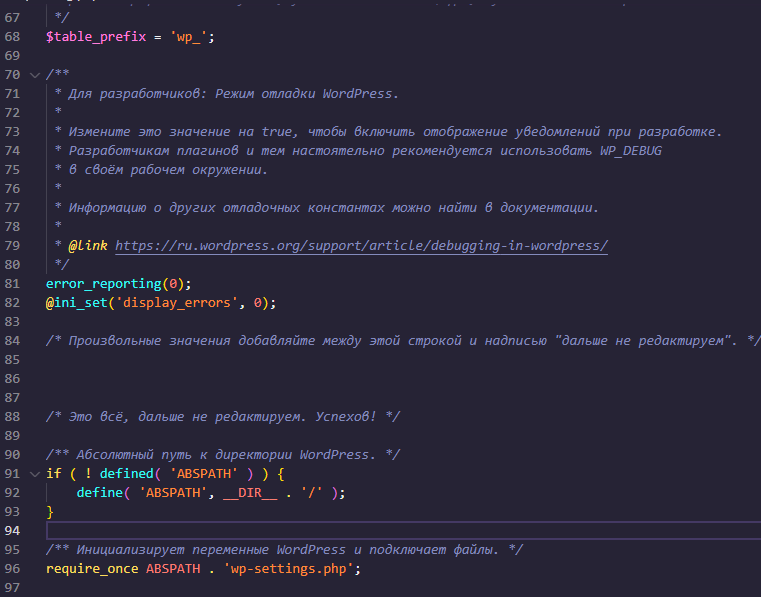 67 */
68 $table_prefix = 'wp_';
69
70 /**
71 * Для разработчиков: Режим отладки WordPress.
72 *
73 * Измените это значение на true, чтобы включить отображение уведомлений при разработке.
74 * Разработчикам плагинов и тем настоятельно рекомендуется использовать WP_DEBUG
75 * в своём рабочем окружении.
76 *
77 * Информацию о других отладочных константах можно найти в документации.
78 *
79 * @link https://ru.wordpress.org/support/article/debugging-in-wordpress/
80 */
81 error_reporting(0);
82 @ini_set('display_errors', 0);
83
84 /* Произвольные значения добавляйте между этой строкой и надписью "дальше не редактируем". */
85
86
87
88 /* Это всё, дальше не редактируем. Успехов! */
89
90 /** Абсолютный путь к директории WordPress. */
91 if ( ! defined( 'ABSPATH' ) ) {
92 define( 'ABSPATH', __DIR__ . '/' );
93 }
94
95 /** Инициализирует переменные WordPress и подключает файлы. */
96 require_once ABSPATH . 'wp-settings.php';
97